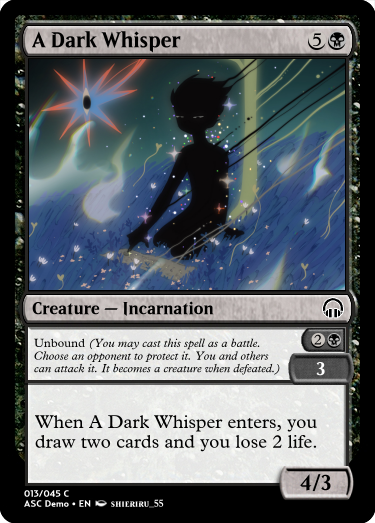 A Dark Whisper 5
Creature — Incarnation
Unbound (You may cast this spell as a battle. 2
Choose an opponent to protect it. You and others
can attack it. It becomes a creature when defeated.) 3
When A Dark Whisper enters, you
draw two cards and you lose 2 life.
4/3
013/045 C
ASC Demo • EN SHIERIRU_55